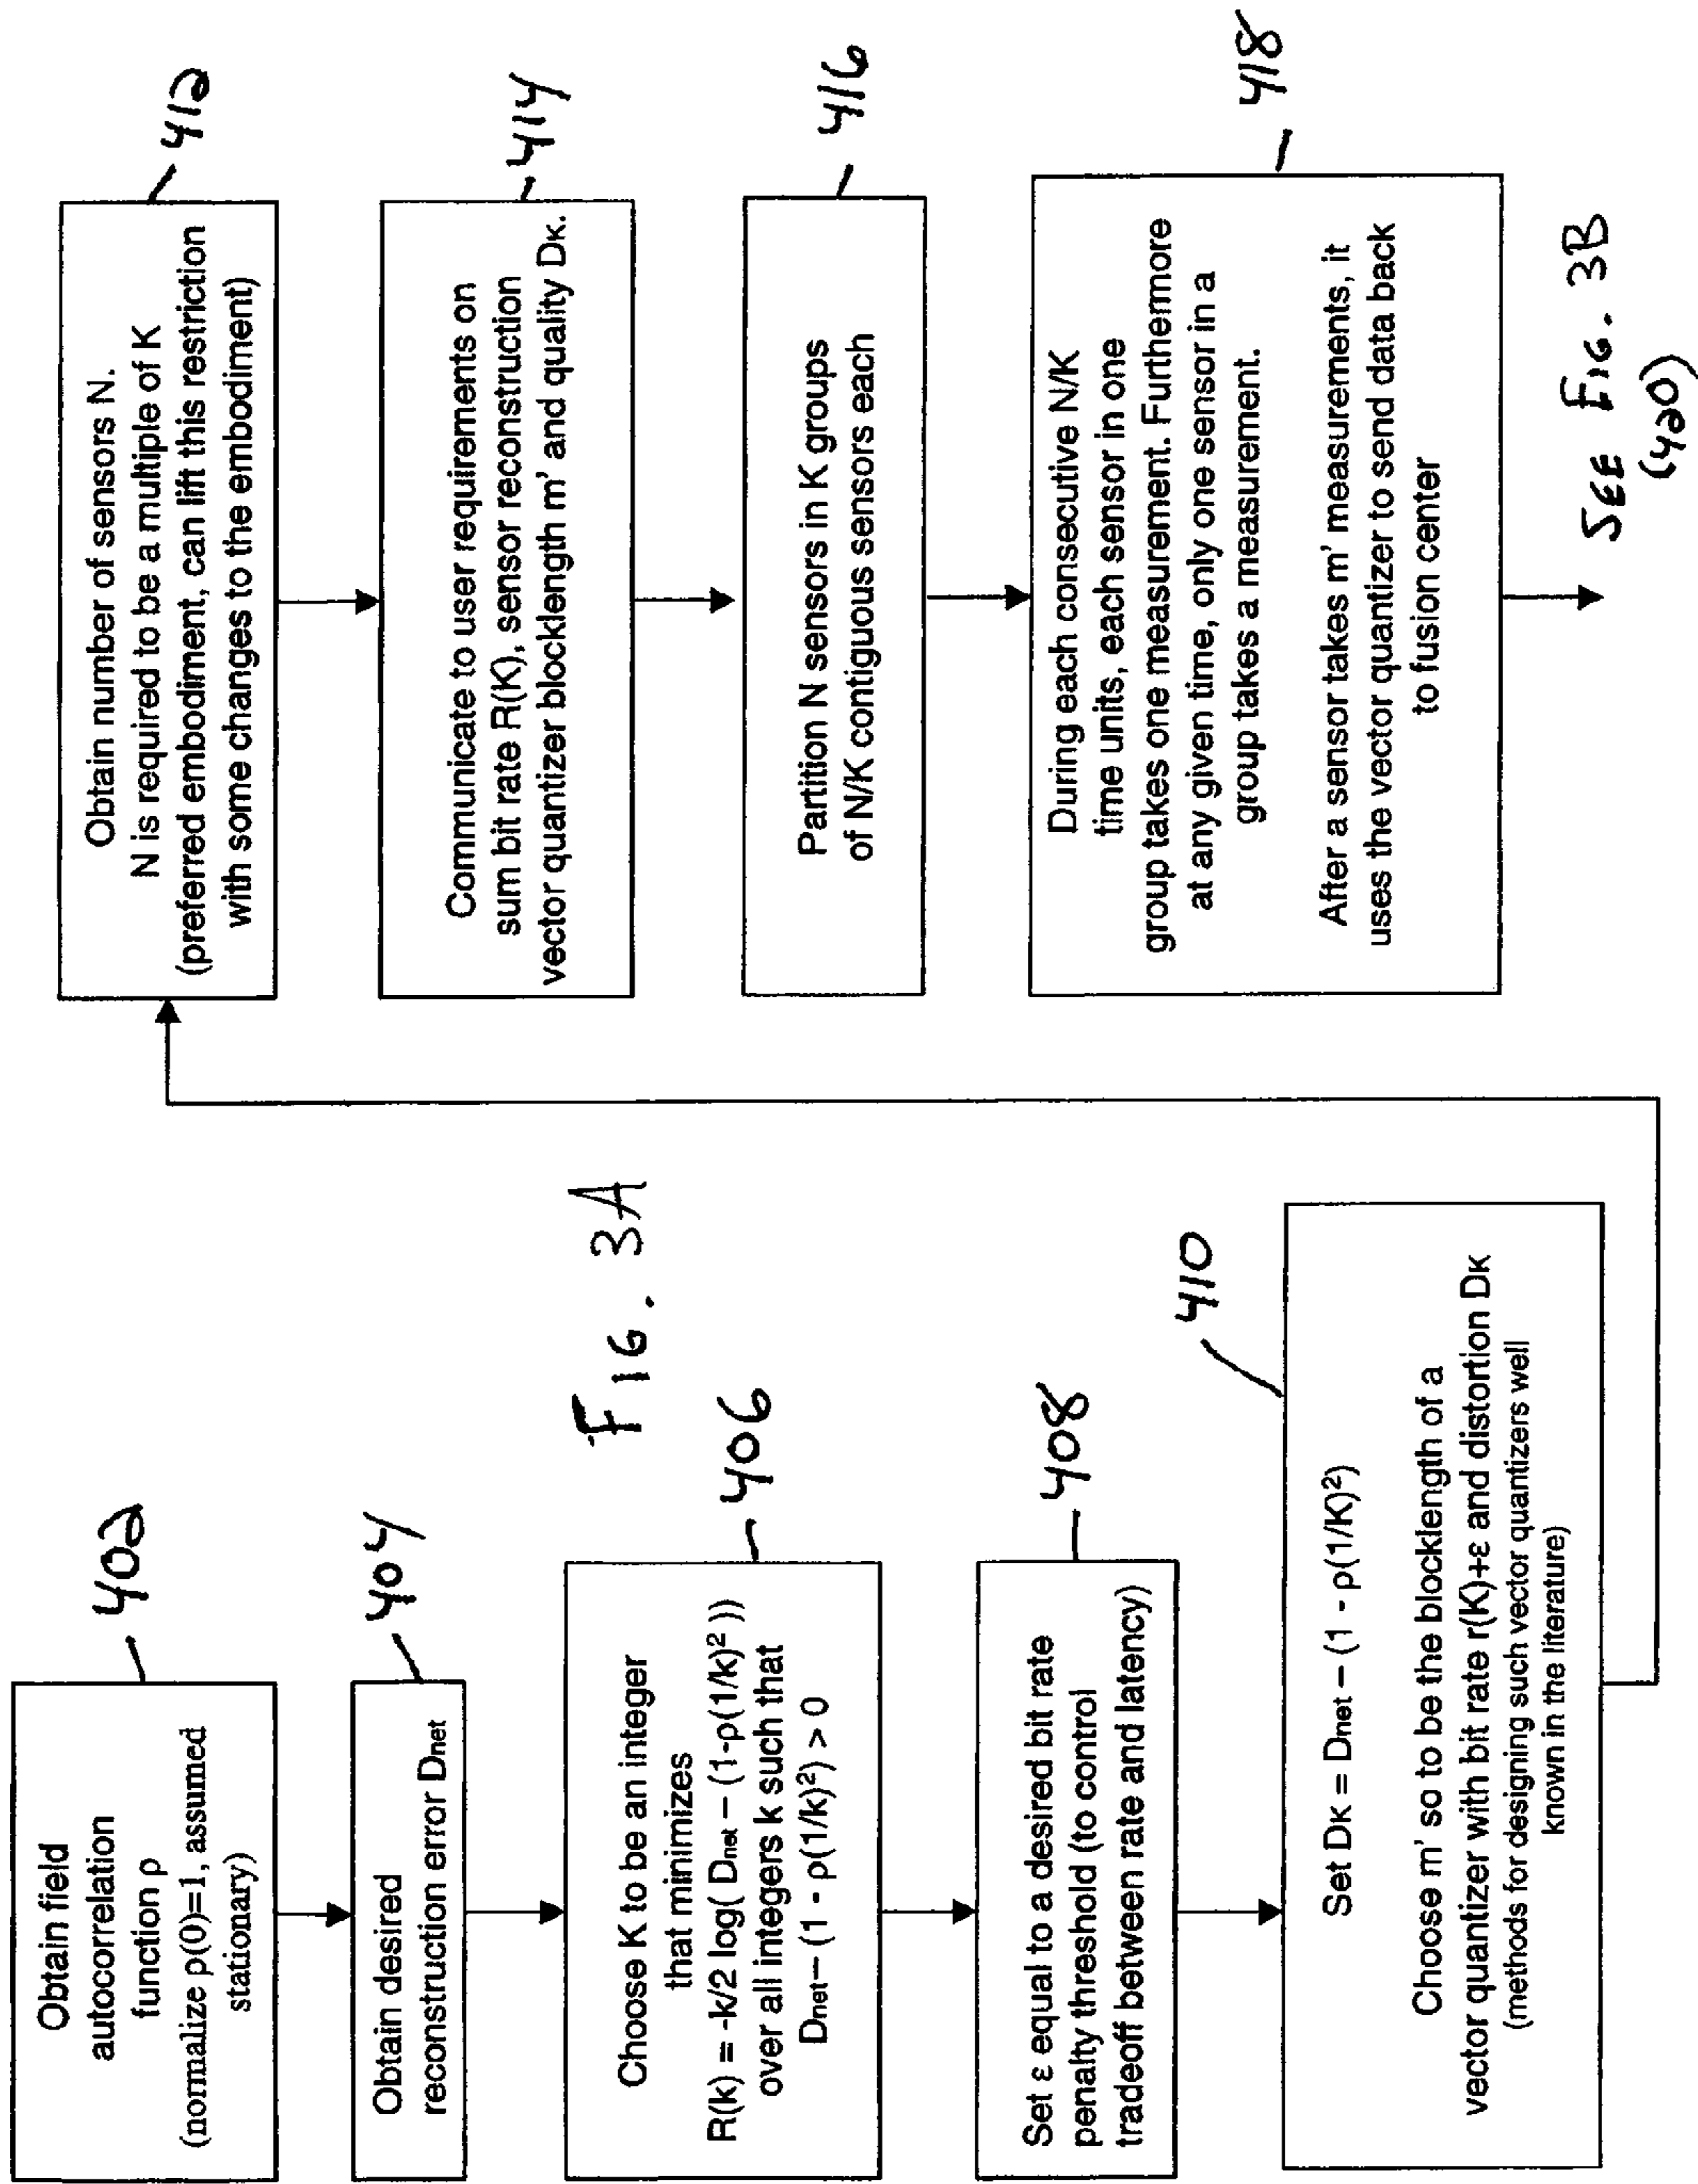 Obtain field
autocorrelation
function ρ
(normalize ρ(0)=1, assumed
stationary)
402
Obtain desired
reconstruction error Dnet
404
Choose K to be an integer
that minimizes
R(k) = -k/2 log( Dnet – (1-ρ(1/k)²))
over all integers k such that
Dnet – (1 - ρ(1/k)²) > 0
406
Set ε equal to a desired bit rate
penalty threshold (to control
tradeoff between rate and latency)
408
Set DK = Dnet – (1 - ρ(1/K)²)
Choose m' so to be the blocklength of a
vector quantizer with bit rate r(K)+ε and distortion DK
(methods for designing such vector quantizers well
known in the literature)
410
FIG. 3A
Obtain number of sensors N.
N is required to be a multiple of K
(preferred embodiment, can lift this restriction
with some changes to the embodiment)
412
Communicate to user requirements on
sum bit rate R(K), sensor reconstruction
vector quantizer blocklength m' and quality DK.
414
Partition N sensors in K groups
of N/K contiguous sensors each
416
During each consecutive N/K
time units, each sensor in one
group takes one measurement. Furthermore
at any given time, only one sensor in a
group takes a measurement.
After a sensor takes m' measurements, it
uses the vector quantizer to send data back
to fusion center
418
SEE FIG. 3B
(420)